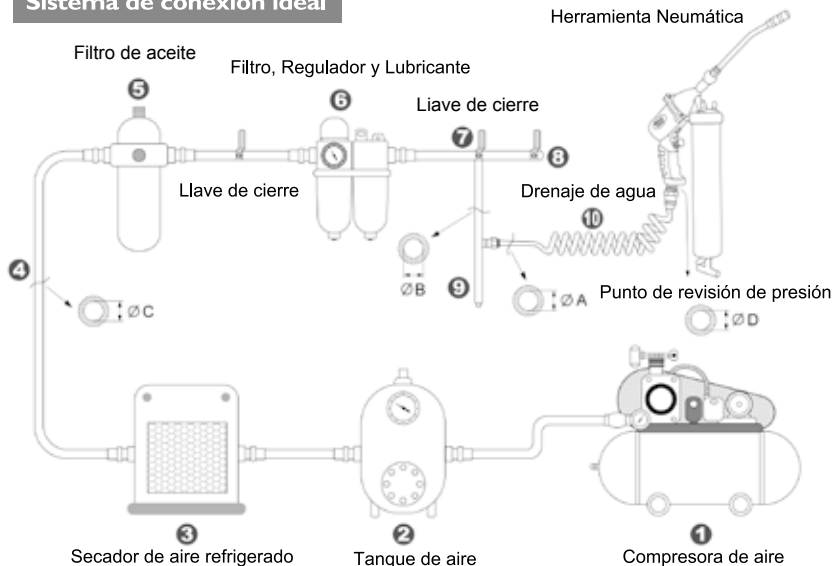 Sistema de conexión ideal
Herramienta Neumática
Filtro de aceite
Filtro, Regulador y Lubricante
5
6
Liave de cierre
7
8
Llave de cierre
Drenaje de agua
10
4
ØB
9
ØA
Punto de revisión de presión
ØC
ØD
3
2
1
Secador de aire refrigerado
Tanque de aire
Compresora de aire